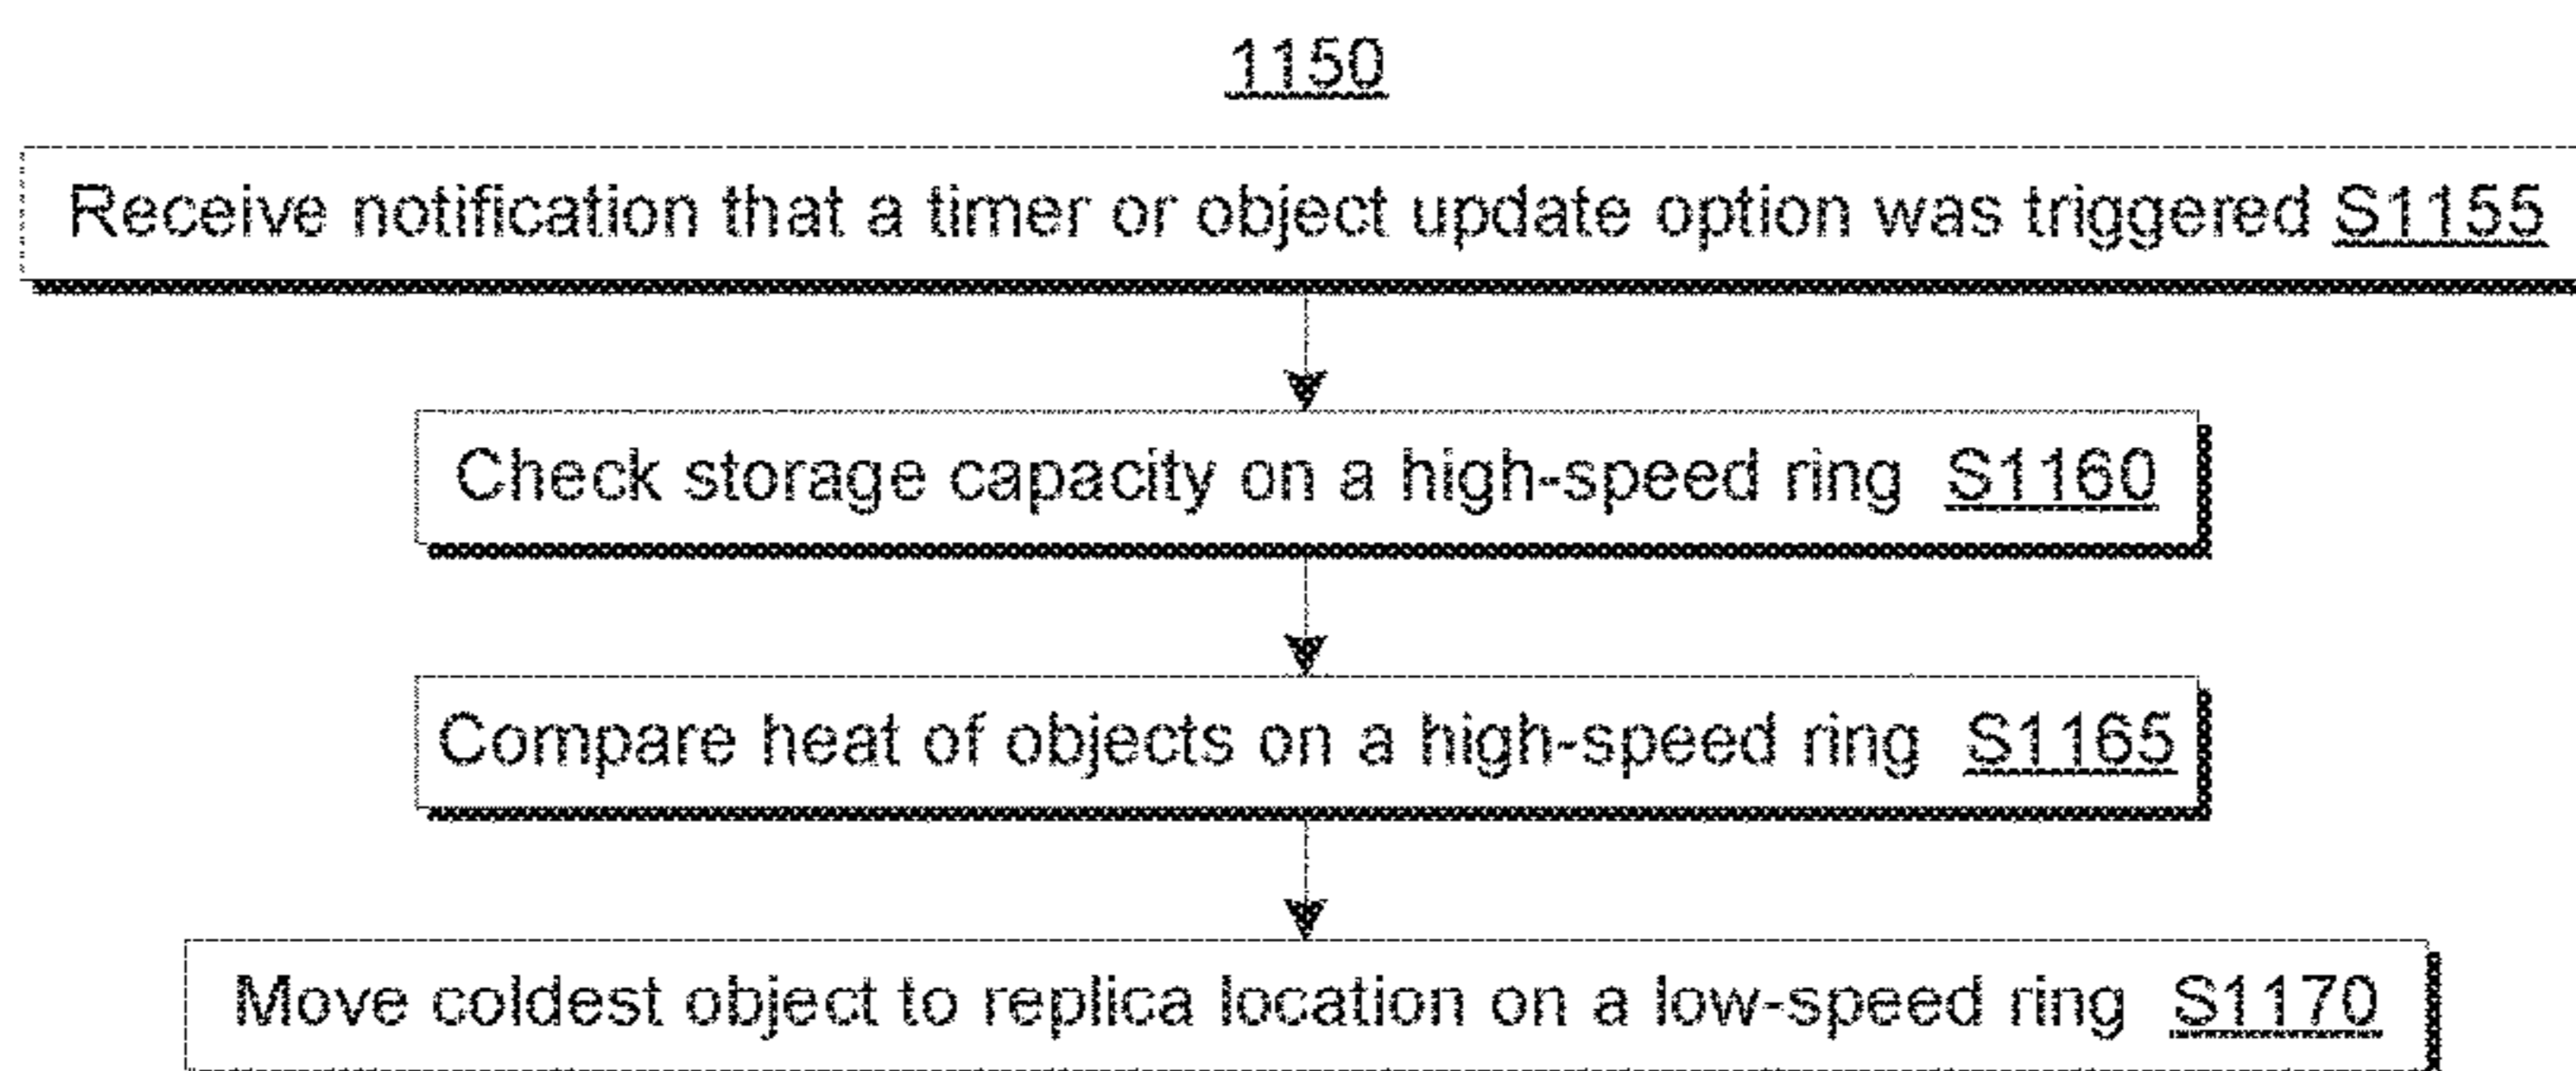 1150
Receive notification that a timer or object update option was triggered S1155
Check storage capacity on a high-speed ring S1160
Compare heat of objects on a high-speed ring S1165
Move coldest object to replica location on a low-speed ring S1170